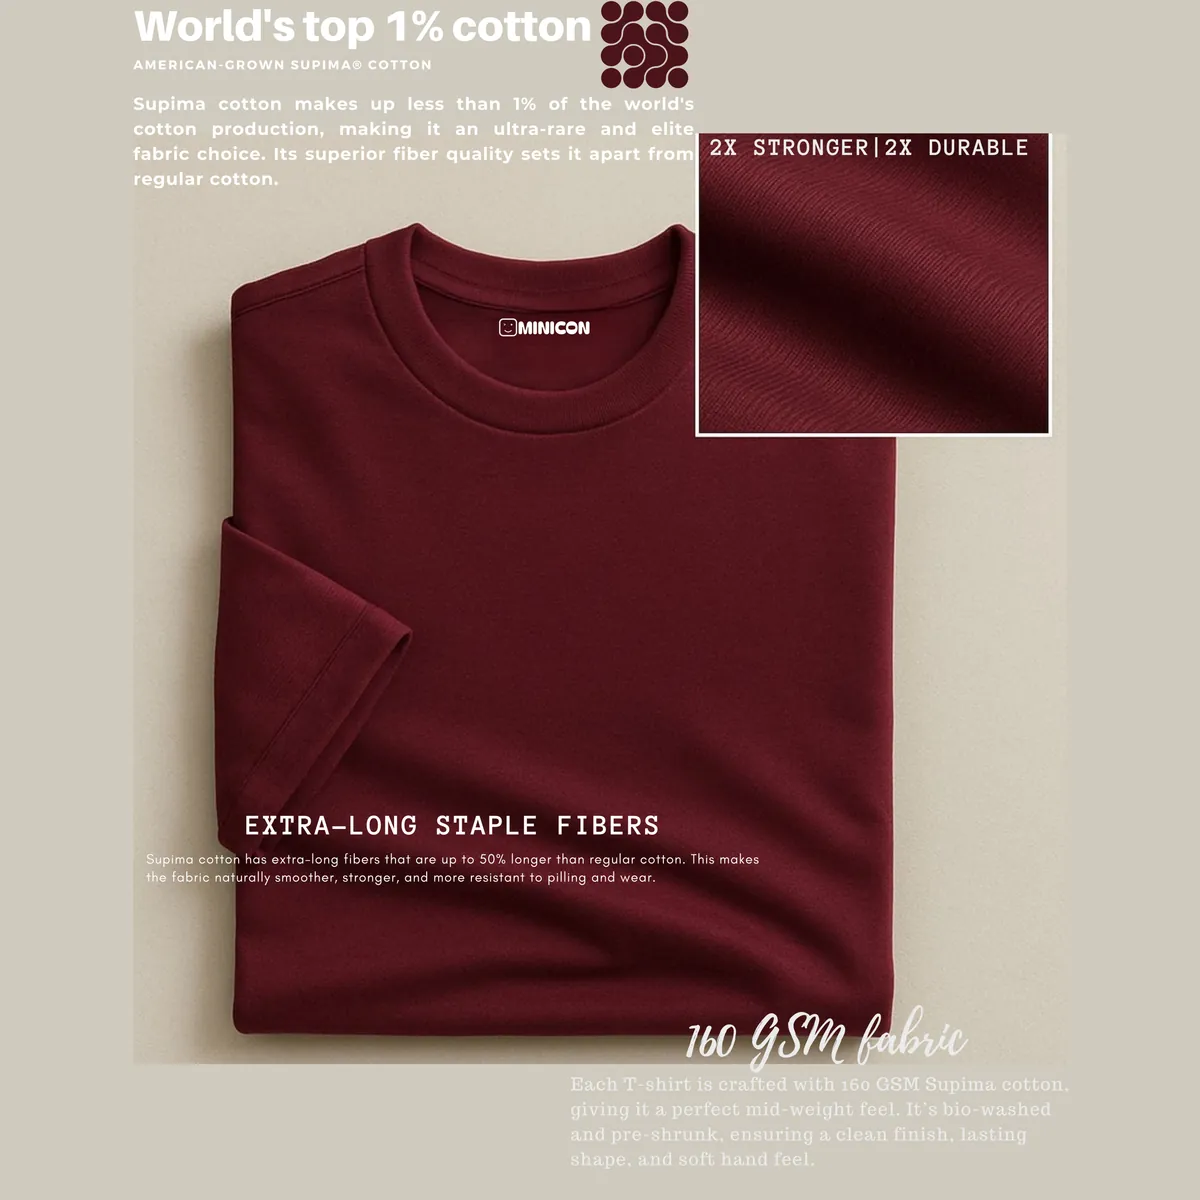 World's top 1% cotton
AMERICAN-GROWN SUPIMA® COTTON
Supima cotton makes up less than 1% of the world's
cotton production, making it an ultra-rare and elite
fabric choice. Its superior fiber quality sets it apart from
regular cotton.
2X STRONGER|2X DURABLE
MINICON
EXTRA-LONG STAPLE FIBERS
Supima cotton has extra-long fibers that are up to 50% longer than regular cotton. This makes
the fabric naturally smoother, stronger, and more resistant to pilling and wear.
160 GSM fabric
Each T-shirt is crafted with 160 GSM Supima cotton,
giving it a perfect mid-weight feel. It's bio-washed
and pre-shrunk, ensuring a clean finish, lasting
shape, and soft hand feel.